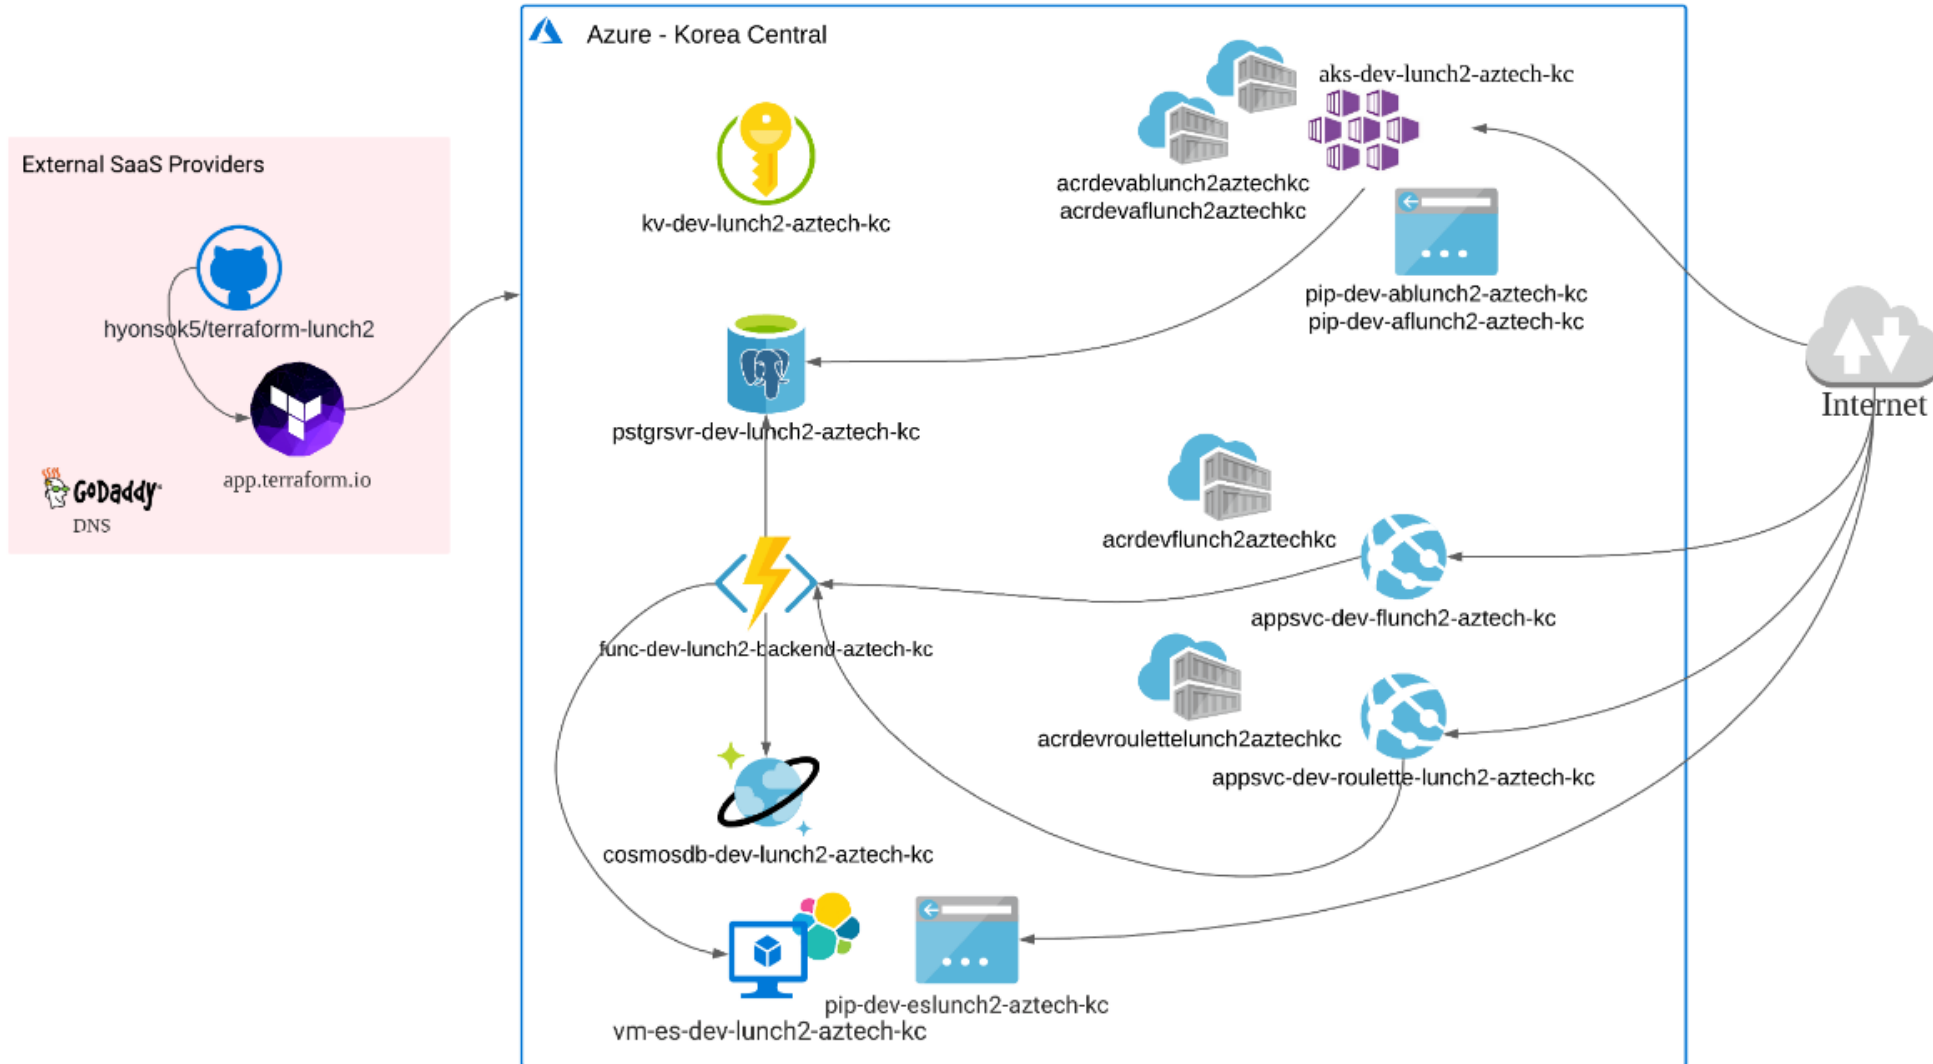 Azure - Korea Central
aks-dev-lunch2-aztech-kc
External SaaS Providers
acrdevablunch2aztechkc
acrdevaflunch2aztechkc
kv-dev-lunch2-aztech-kc
pip-dev-ablunch2-aztech-kc
pip-dev-aflunch2-aztech-kc
hyonsok5/terraform-lunch2
Internet
pstgrsvr-dev-lunch2-aztech-kc
app.terraform.io
GoDaddy
DNS
acrdevflunch2aztechkc
appsvc-dev-flunch2-aztech-kc
func-dev-lunch2-backend-aztech-kc
acrdevroulettelunch2aztechkc
appsvc-dev-roulette-lunch2-aztech-kc
cosmosdb-dev-lunch2-aztech-kc
pip-dev-eslunch2-aztech-kc
vm-es-dev-lunch2-aztech-kc